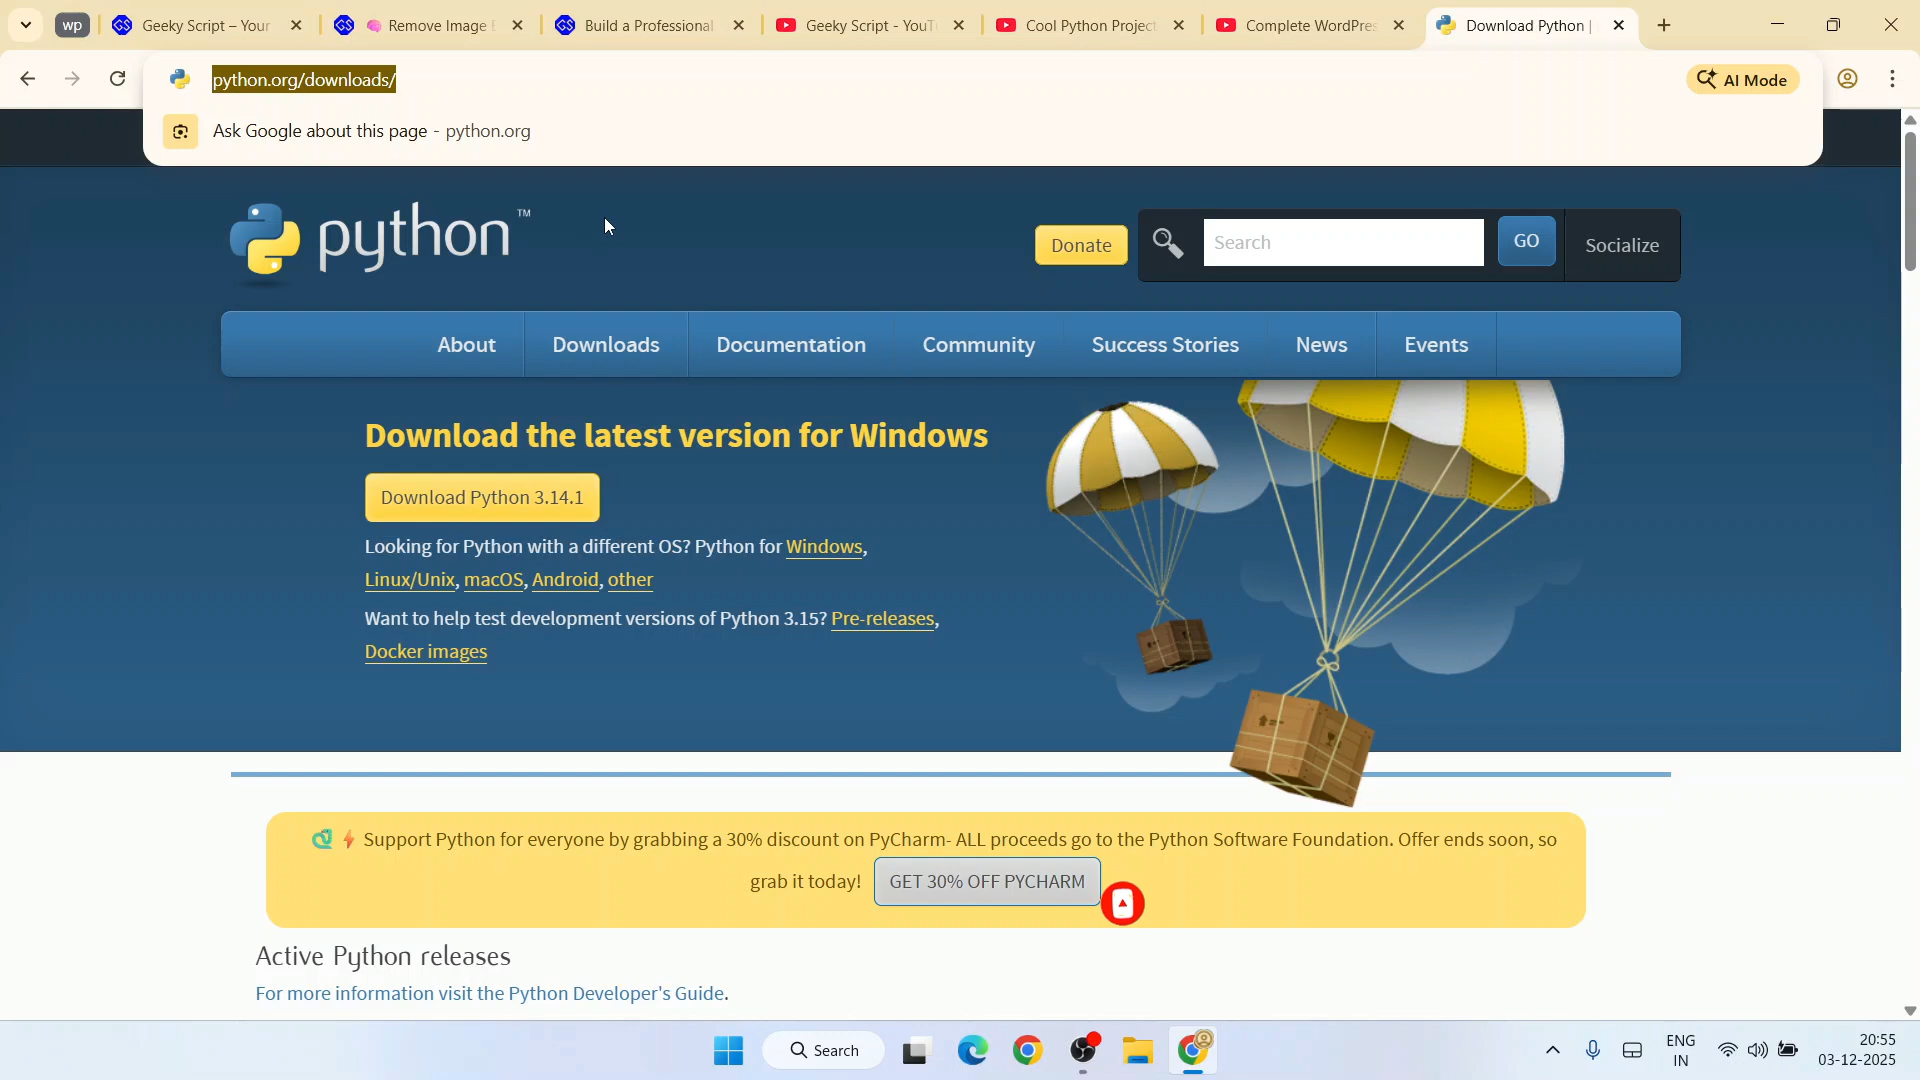 wp
Geeky Script – Your
Remove Image
Build a Professional
Geeky Script - YouT
Cool Python Project
Complete WordPres
Download Python |
python.org/downloads/
AI Mode
Ask Google about this page - python.org
python™
Donate
Search
GO
Socialize
About
Downloads
Documentation
Community
Success Stories
News
Events
Download the latest version for Windows
Download Python 3.14.1
Looking for Python with a different OS? Python for Windows,
Linux/Unix, macOS, Android, other
Want to help test development versions of Python 3.15? Pre-releases,
Docker images
Support Python for everyone by grabbing a 30% discount on PyCharm- ALL proceeds go to the Python Software Foundation. Offer ends soon, so
grab it today! GET 30% OFF PYCHARM
Active Python releases
For more information visit the Python Developer's Guide.
Search
ENG
IN
20:55
03-12-2025